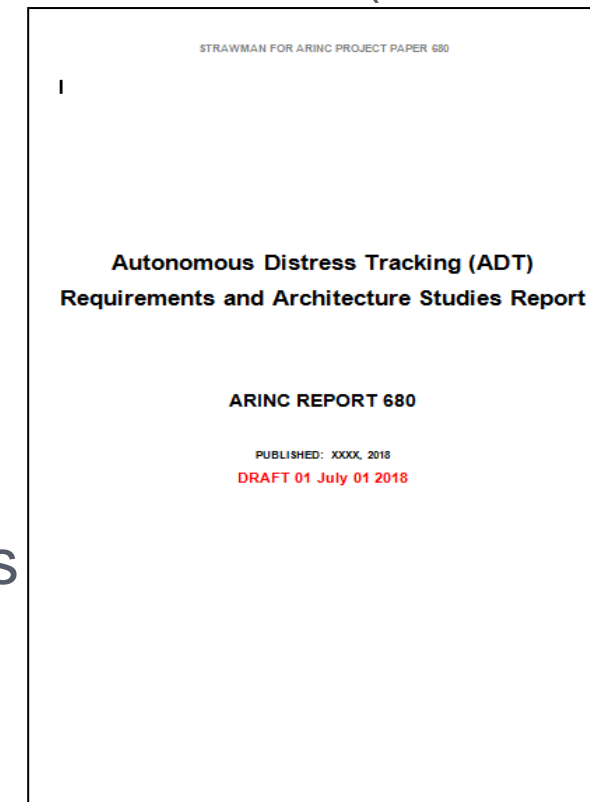 (
STRAWMAN FOR ARINC PROJECT PAPER 680
Autonomous Distress Tracking (ADT)
Requirements and Architecture Studies Report
ARINC REPORT 680
PUBLISHED: XXXX, 2018
DRAFT 01 July 01 2018
s